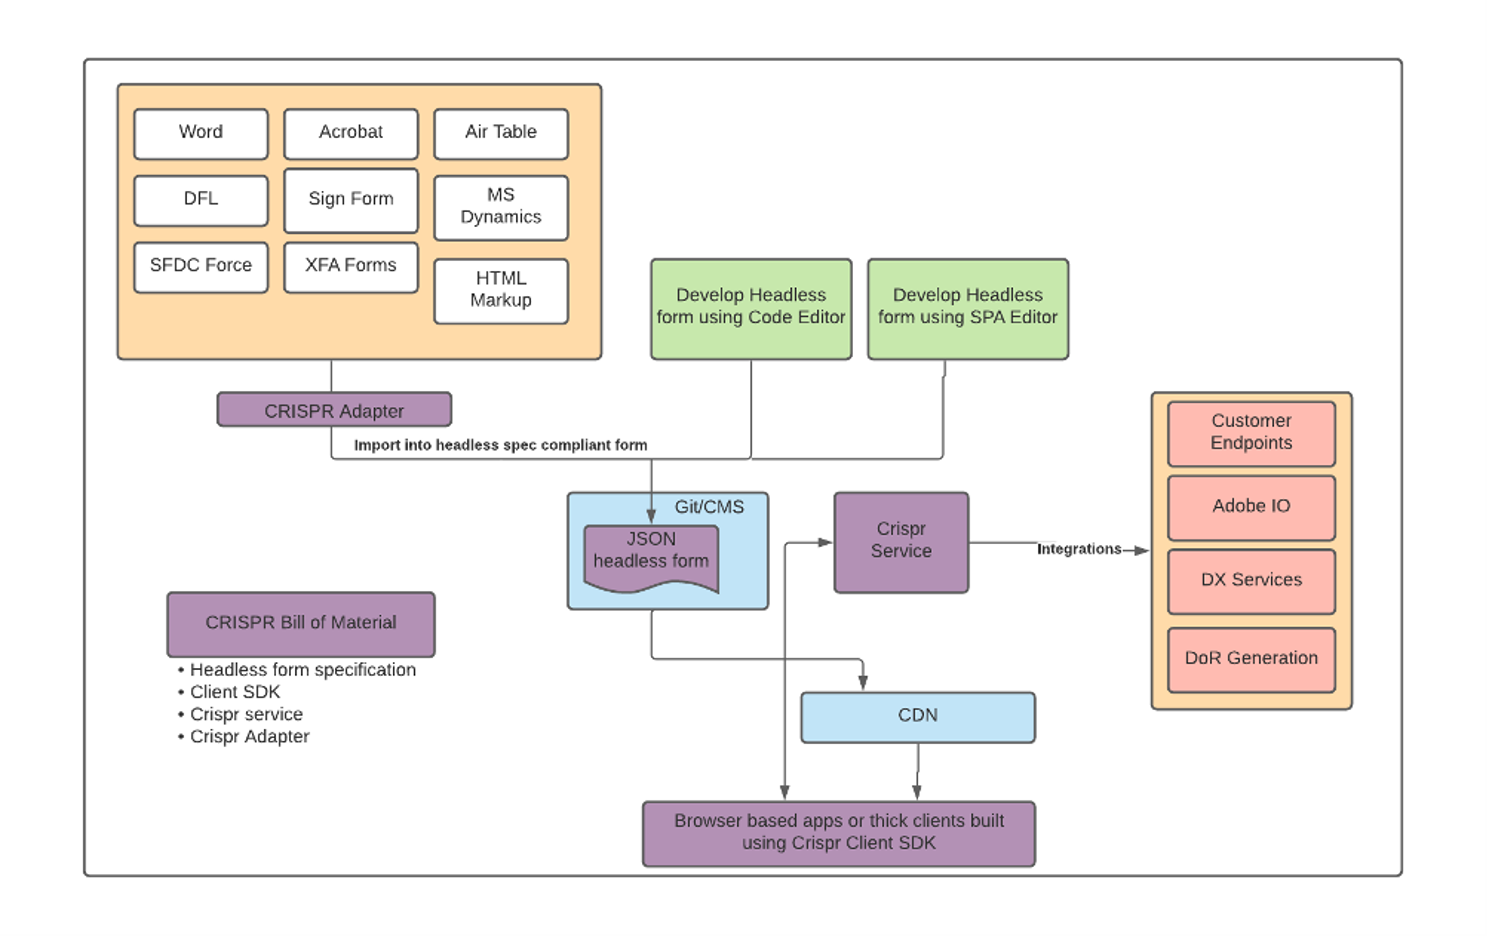 Word
Acrobat
Air Table
DFL
Sign Form
MS
Dynamics
SFDC Force
XFA Forms
HTML
Markup
Develop Headless
form using Code Editor
Develop Headless
form using SPA Editor
CRISPR Adapter
Import into headless spec compliant form
Git/CMS
JSON
headless form
Crispr
Service
Integrations
Customer
Endpoints
Adobe IO
DX Services
DoR Generation
CRISPR Bill of Material
• Headless form specification
• Client SDK
• Crispr service
• Crispr Adapter
CDN
Browser based apps or thick clients built
using Crispr Client SDK